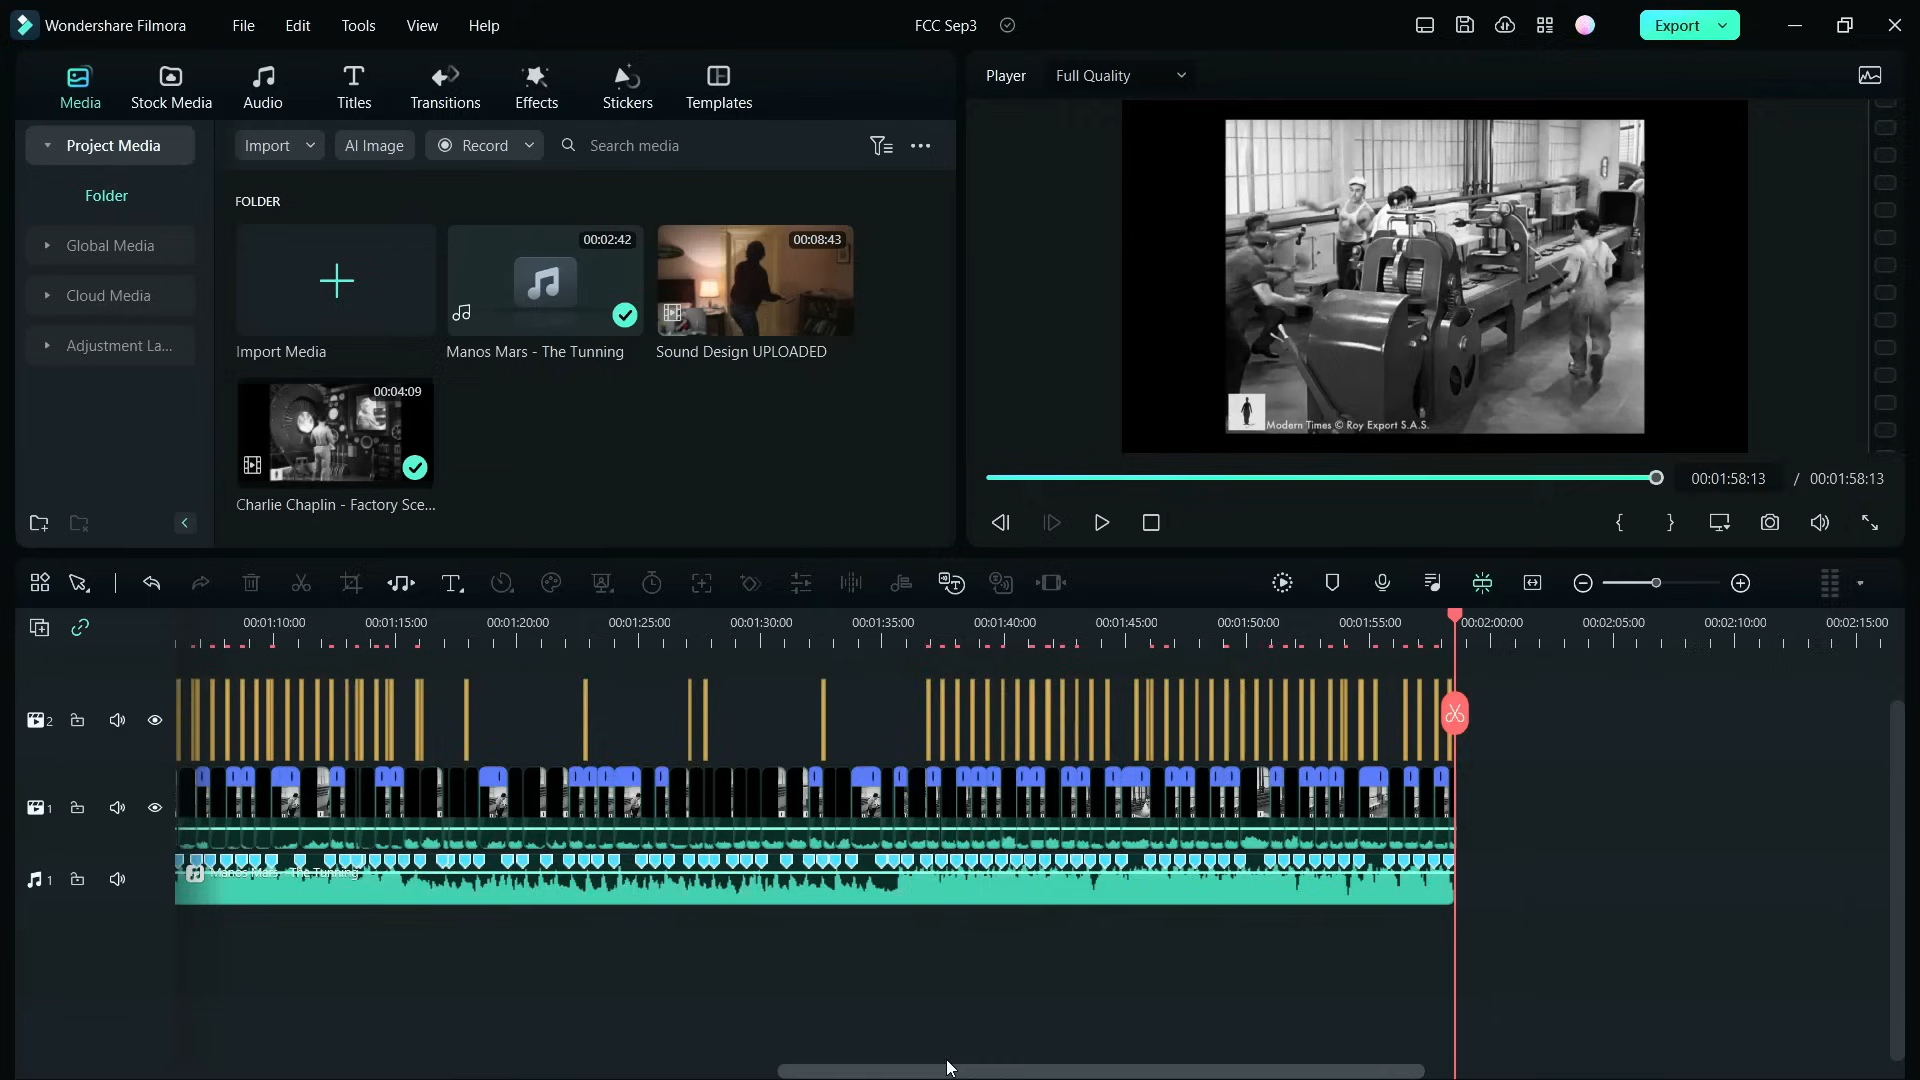 Wondershare Filmora
File
Edit
Tools
View
Help
FCC Sep3
Export
Media
Stock Media
Audio
Titles
Transitions
Effects
Stickers
Templates
Player
Full Quality
Project Media
Import
AI Image
Record
Search media
Folder
FOLDER
Global Media
Cloud Media
Adjustment La...
00:02:42
00:08:43
Import Media
Manos Mars - The Tunning
Sound Design UPLOADED
00:04:09
Charlie Chaplin - Factory Sce...
Modern Times © Roy Export S.A.S.
00:01:58:13 / 00:01:58:13
00:01:10:00
00:01:15:00
00:01:20:00
00:01:25:00
00:01:30:00
00:01:35:00
00:01:40:00
00:01:45:00
00:01:50:00
00:01:55:00
00:02:00:00
00:02:05:00
00:02:10:00
00:02:15:00
2
1
1
Manos Mars - The Tunning